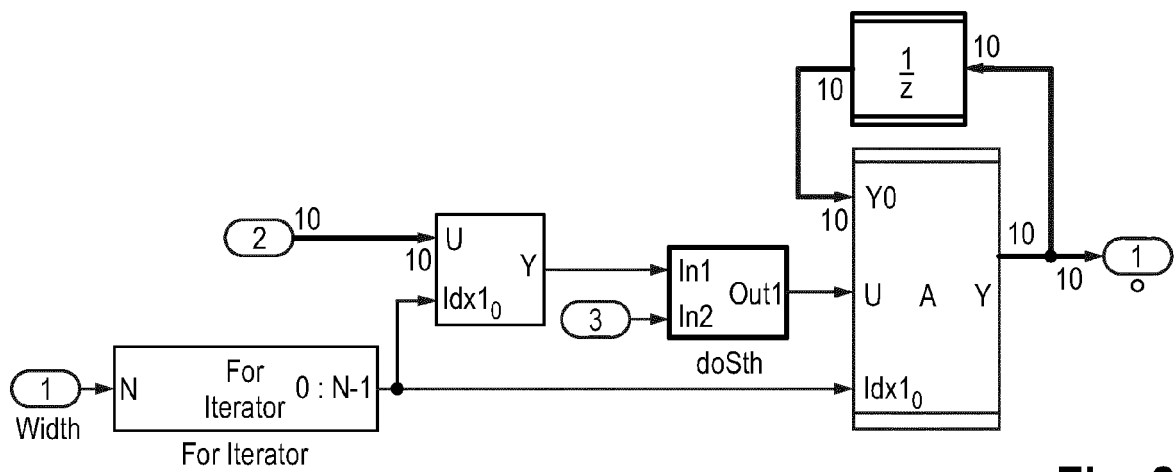 10
1
z
10
10
Y0
10
2
10
U
10
Y
Idx1₀
In1
In2
Out1
doSth
3
U A Y
10
10
1
Idx1₀
1
Width
N
For
Iterator
0 : N-1
For Iterator